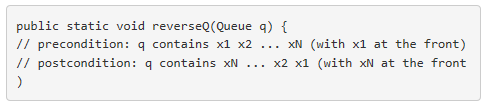 public static void reverseQ(Queue q) {
// precondition: q contains x1 x2 ... xN (with x1 at the front)
// postcondition: q contains xN ... x2 x1 (with xN at the front
)